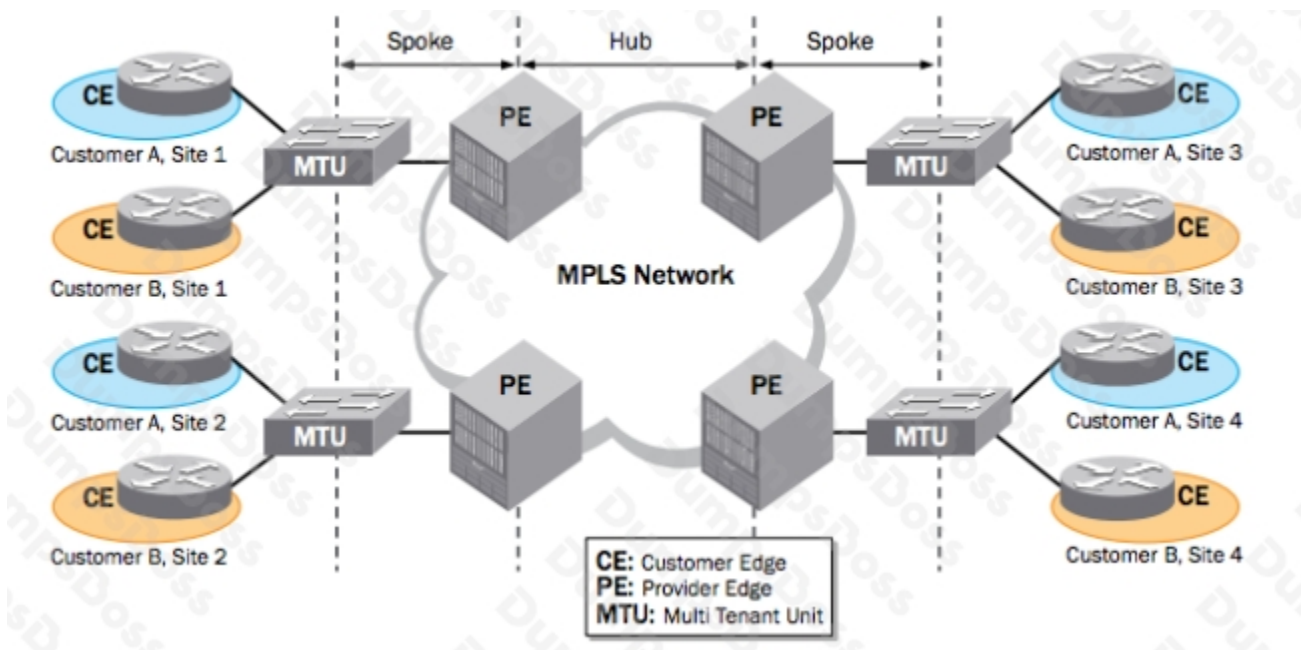 Spoke
Hub
Spoke
CE
PE
PE
CE
Customer A, Site 1
MTU
MTU
Customer A, Site 3
CE
CE
Customer B, Site 1
MPLS Network
Customer B, Site 3
CE
PE
PE
CE
Customer A, Site 2
MTU
MTU
Customer A, Site 4
CE
CE
Customer B, Site 2
Customer B, Site 4
CE: Customer Edge
PE: Provider Edge
MTU: Multi Tenant Unit
DumpsDoss